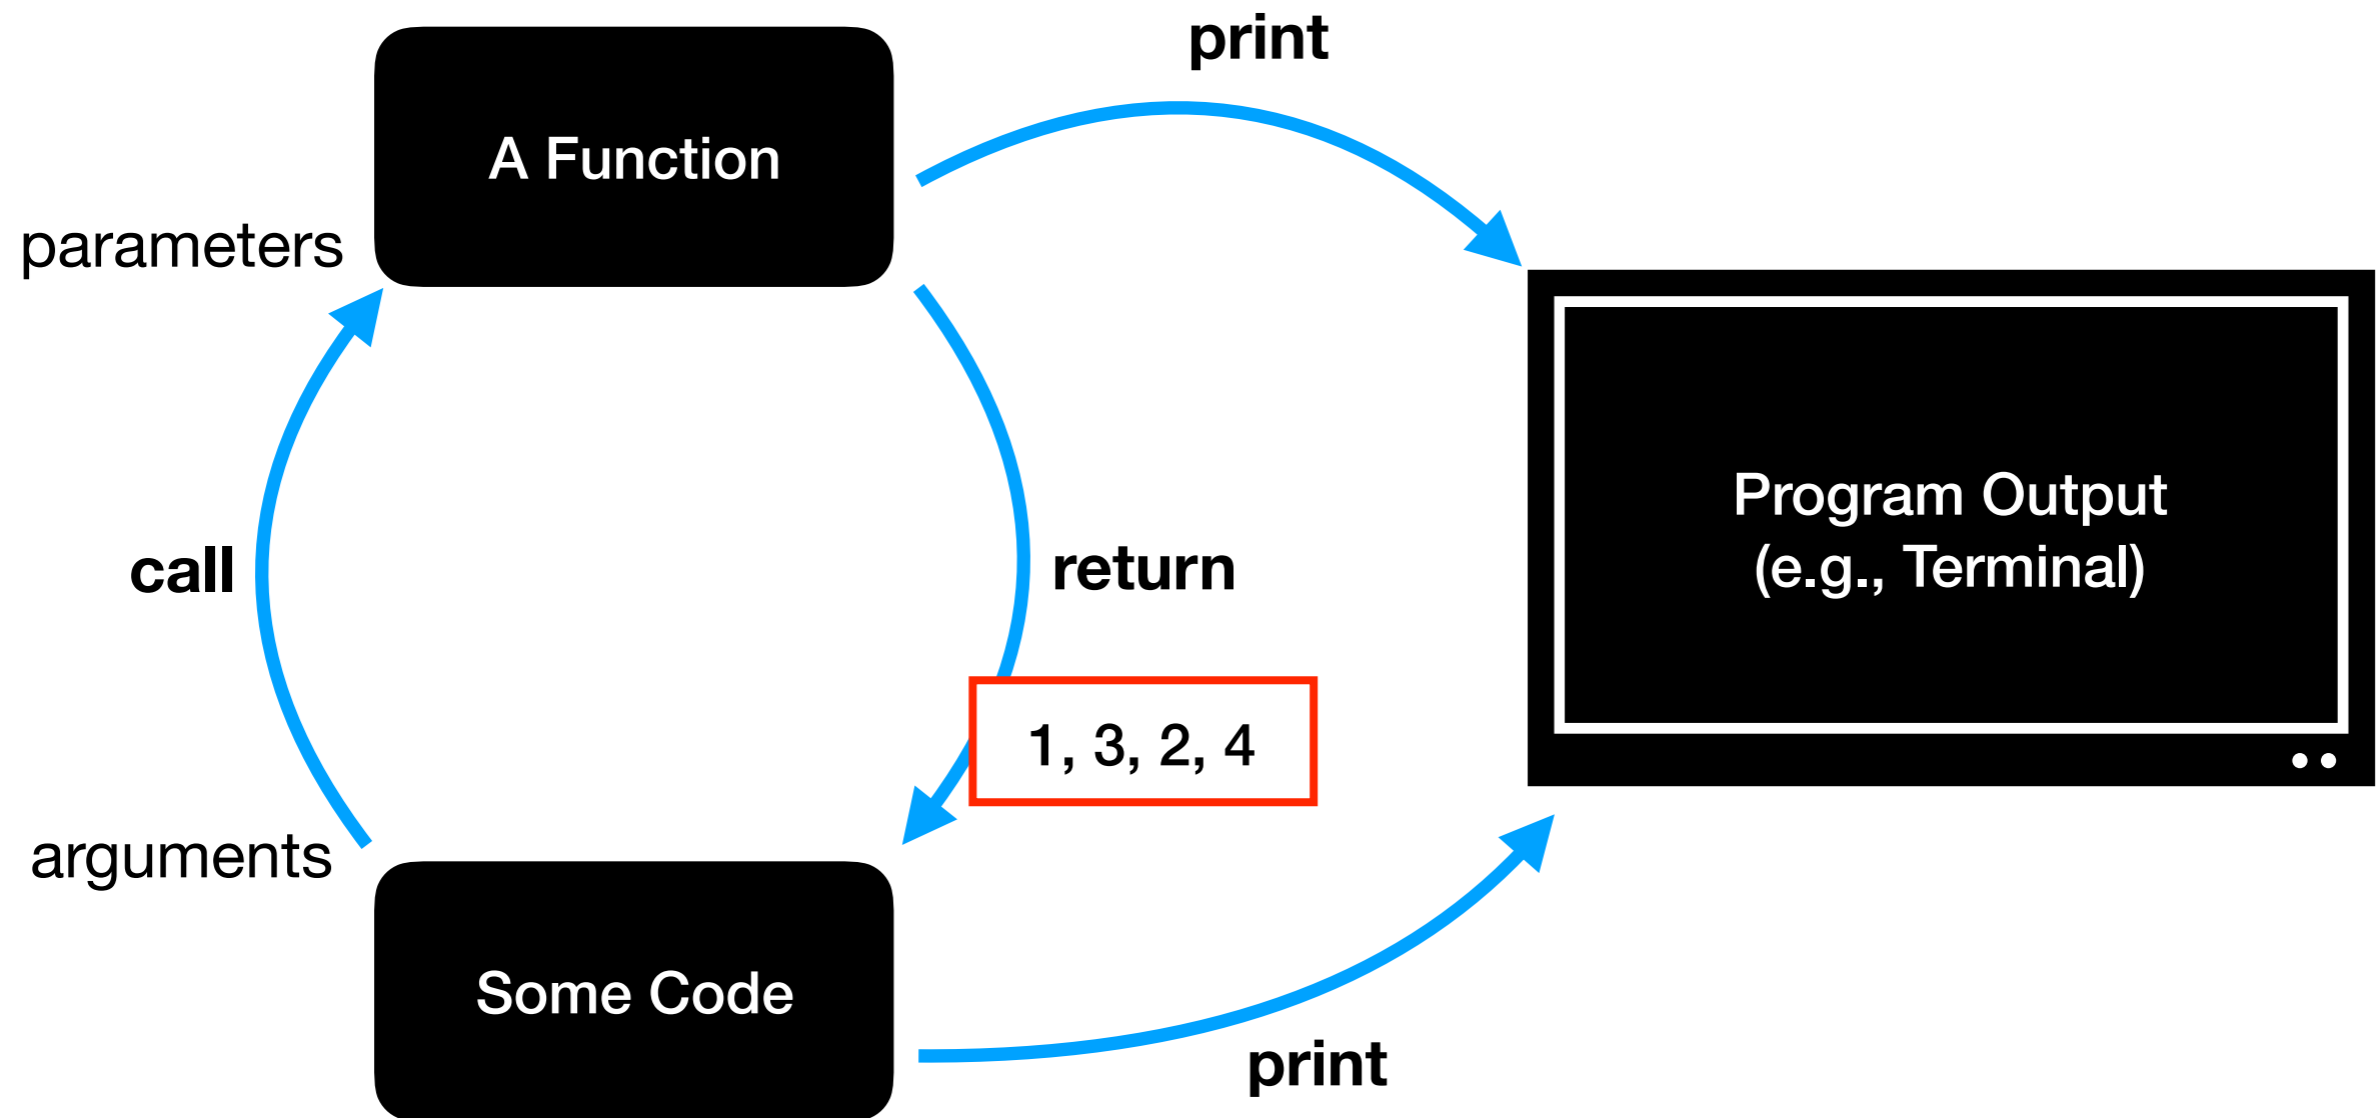 print
A Function
parameters
Program Output
(e.g., Terminal)
call
return
1, 3, 2, 4
arguments
Some Code
print